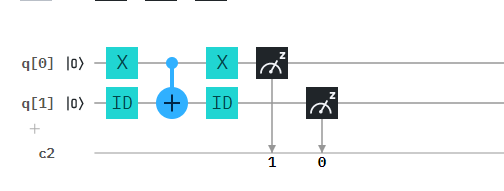 q[0] |0⟩ X X z
q[1] |0⟩ ID + ID z
+
c2
1 0